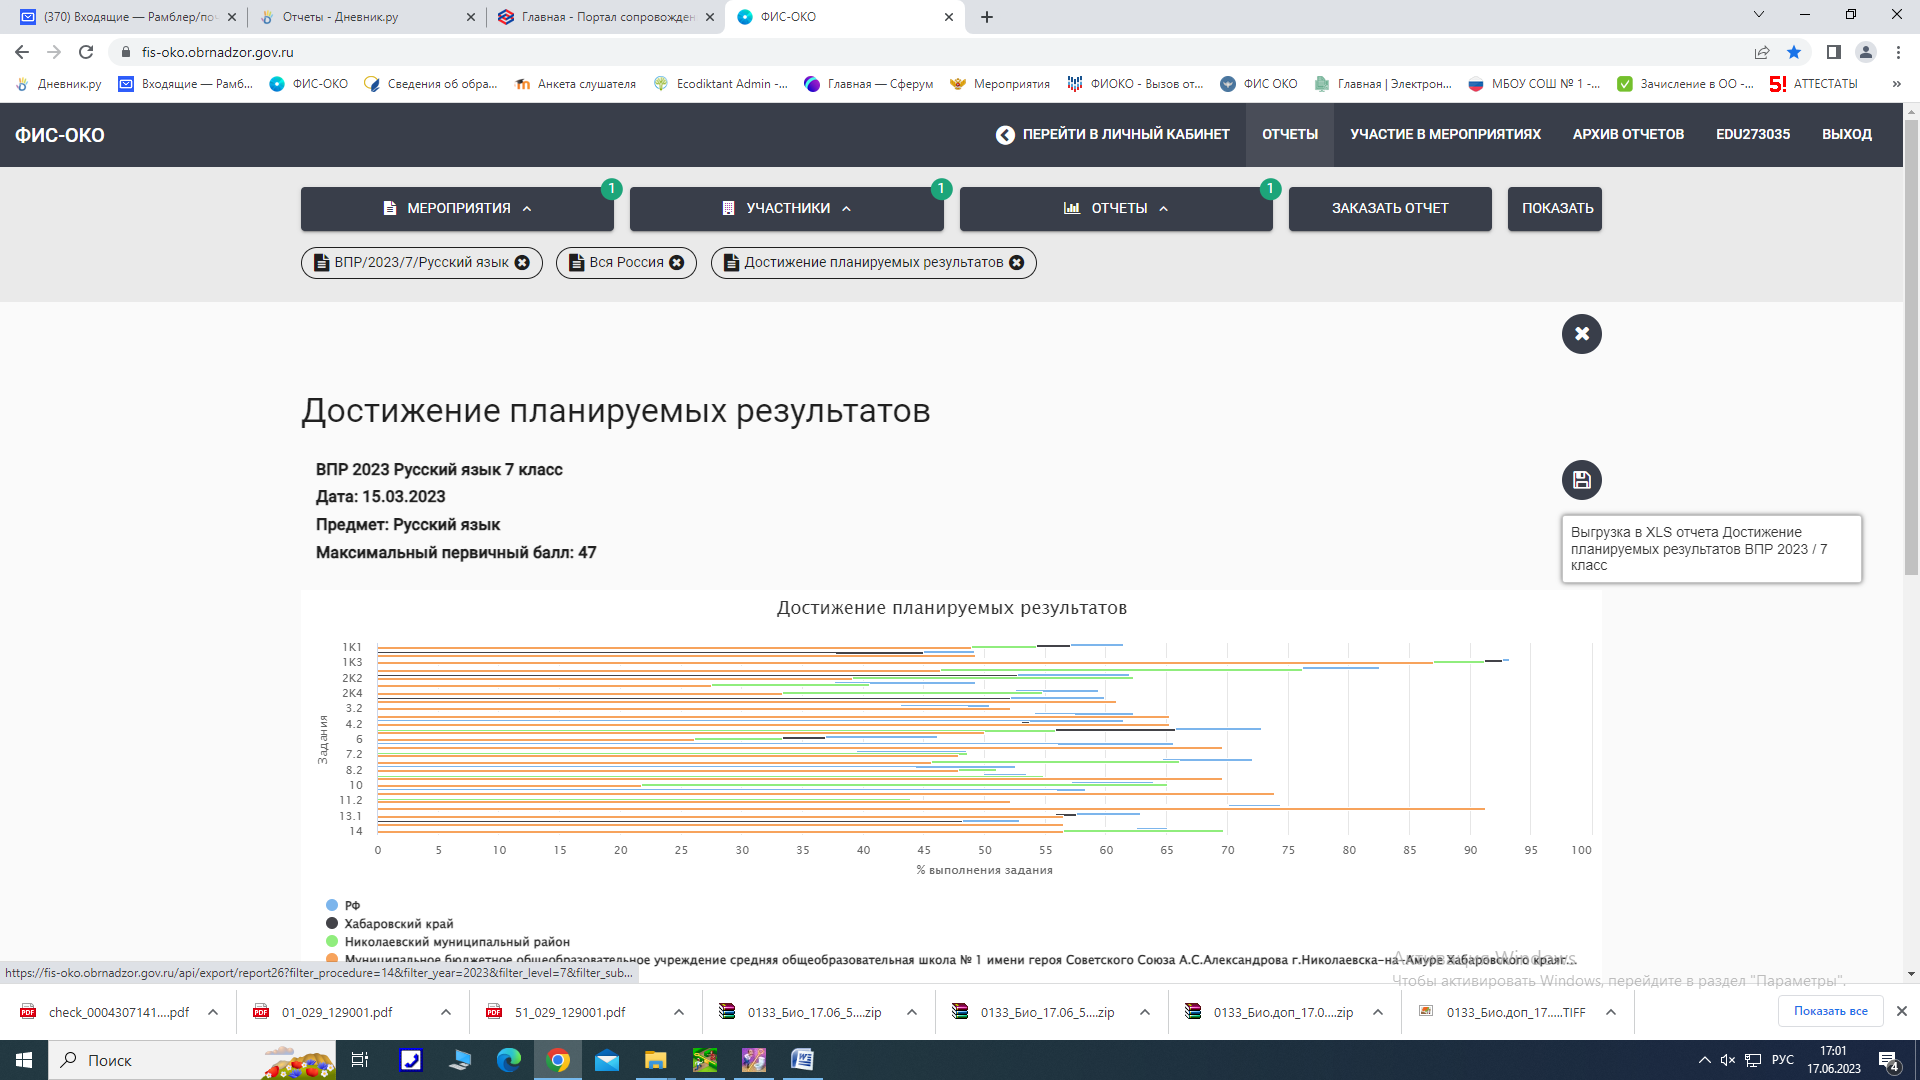 (370) Входящие — Рамблер/по
Отчеты - Дневник.ру
Главная - Портал сопровожден
ФИС-ОКО
fis-oko.obrnadzor.gov.ru
Дневник.ру
Входящие — Рамб...
ФИС-ОКО
Сведения об обра...
Анкета слушателя
Ecodiktant Admin -...
Главная — Сферум
Мероприятия
ФИОКО - Вызов от...
ФИС ОКО
Главная | Электрон...
МБОУ СОШ № 1 -...
Зачисление в ОО -...
АТТЕСТАТЫ
»
ФИС-ОКО
ПЕРЕЙТИ В ЛИЧНЫЙ КАБИНЕТ
ОТЧЕТЫ
УЧАСТИЕ В МЕРОПРИЯТИЯХ
АРХИВ ОТЧЕТОВ
EDU273035
ВЫХОД
МЕРОПРИЯТИЯ
1
УЧАСТНИКИ
1
ОТЧЕТЫ
1
ЗАКАЗАТЬ ОТЧЕТ
ПОКАЗАТЬ
ВПР/2023/7/Русский язык
Вся Россия
Достижение планируемых результатов
Достижение планируемых результатов
ВПР 2023 Русский язык 7 класс
Дата: 15.03.2023
Предмет: Русский язык
Максимальный первичный балл: 47
Выгрузка в XLS отчета Достижение
планируемых результатов ВПР 2023 / 7
класс
Достижение планируемых результатов
Задания
1К1
1К3
2К2
2К4
3.2
4.2
6
7.2
8.2
10
11.2
13.1
14
0 5 10 15 20 25 30 35 40 45 50 55 60 65 70 75 80 85 90 95 100
% выполнения задания
РФ
Хабаровский край
Николаевский муниципальный район
Муниципальное бюджетное общеобразовательное учреждение средняя общеобразовательная школа № 1 имени героя Советского Союза А.С.Александрова г.Николаевска-на-Амуре Хабаровского края...
Активация Windows
Чтобы активировать Windows, перейдите в раздел "Параметры".
https://fis-oko.obrnadzor.gov.ru/api/export/report26?filter_procedure=14&filter_year=2023&filter_level=7&filter_sub...
check_0004307141....pdf
01_029_129001.pdf
51_029_129001.pdf
0133_Био_17.06_5....zip
0133_Био_17.06_5....zip
0133_Био.доп_17.0....zip
0133_Био.доп_17.....TIFF
Показать все
Поиск
РУС
17:01
17.06.2023
4